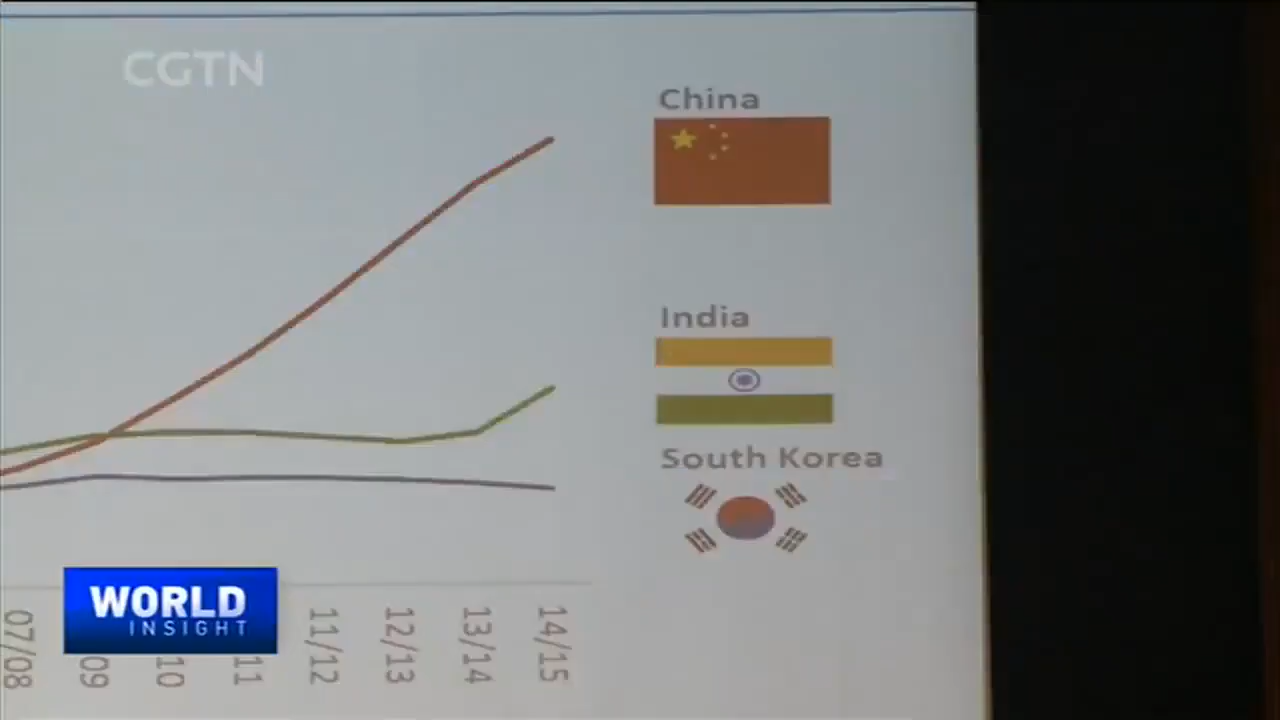 CGTN
China
India
South Korea
WORLD
INSIGHT
07/08
09
10
11
11/12
12/13
13/14
14/15